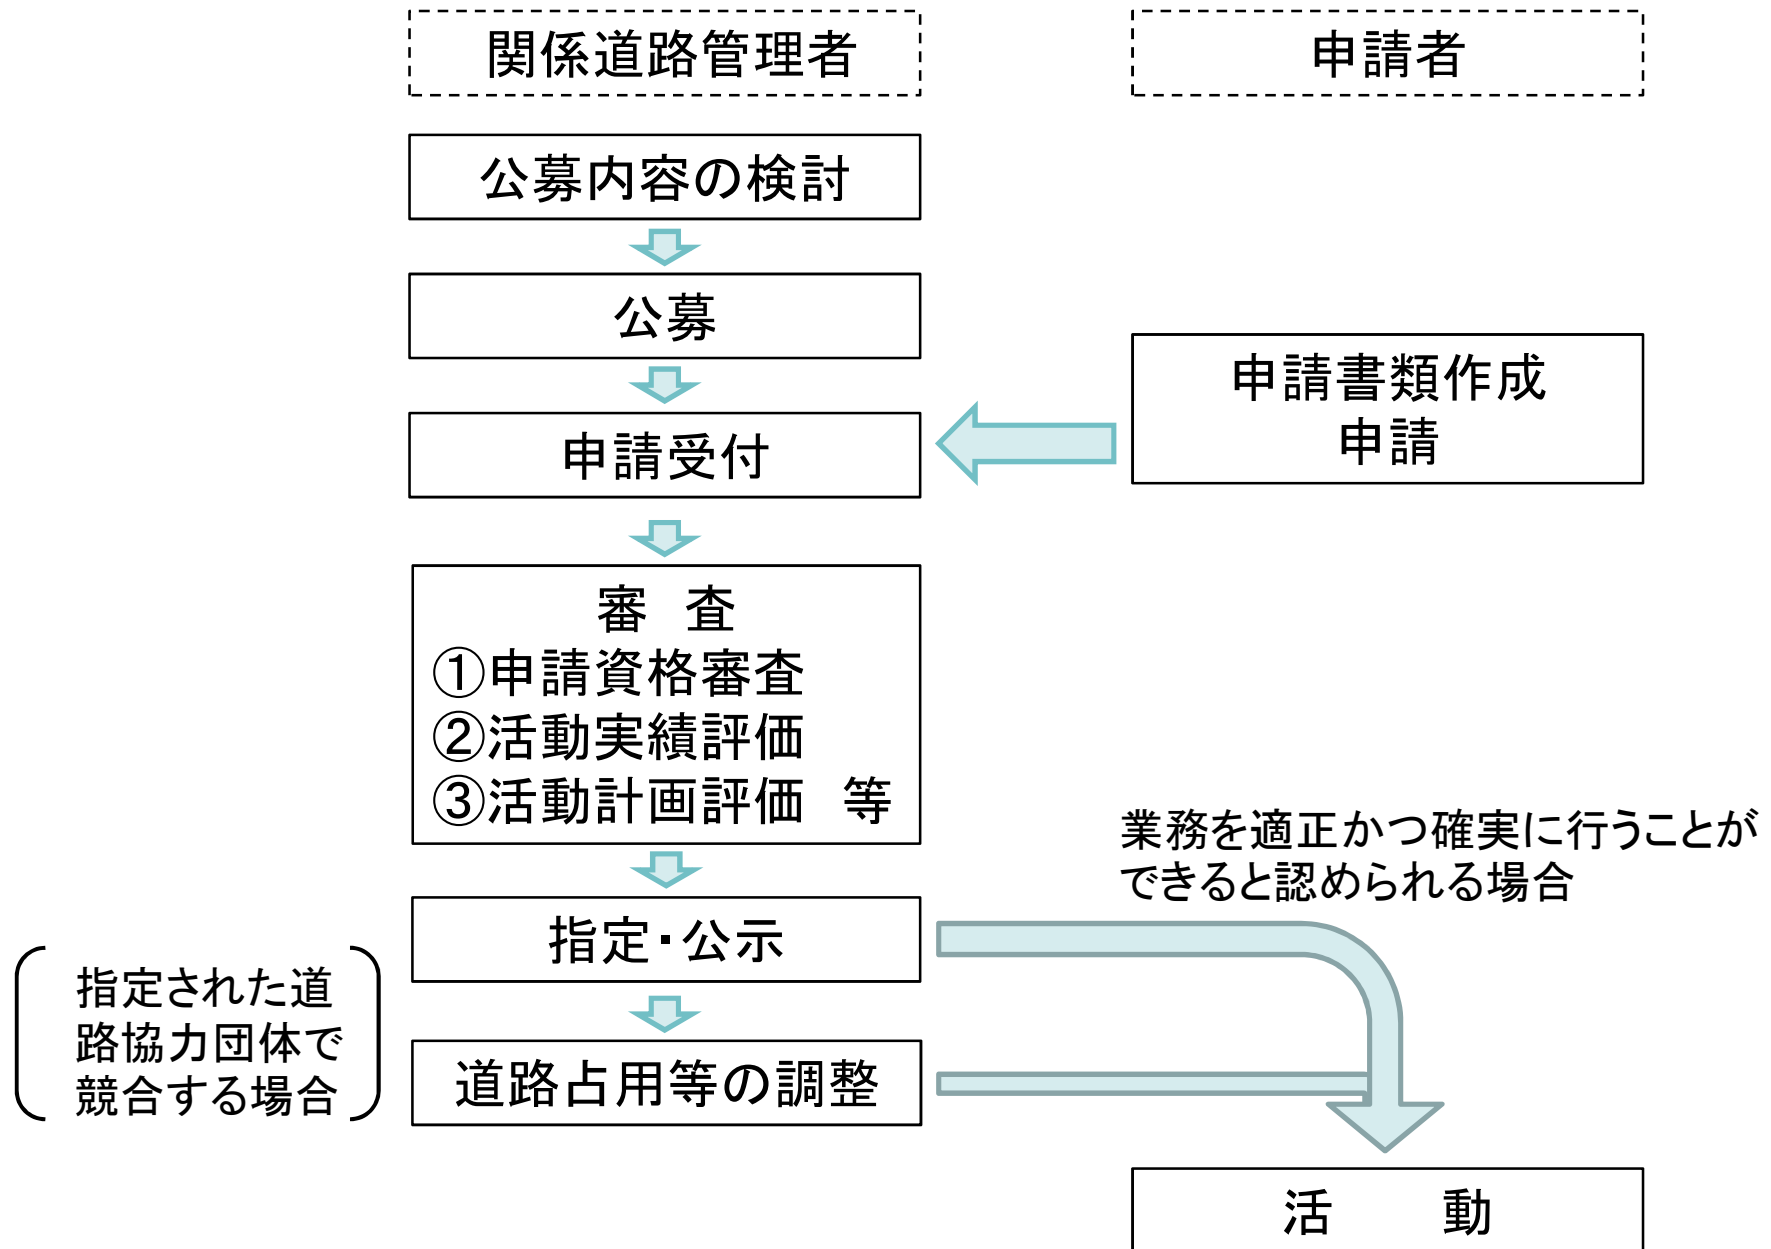 関係道路管理者
申請者
公募内容の検討
公募
申請書類作成
申請
申請受付
審　査
①申請資格審査
②活動実績評価
③活動計画評価　等
業務を適正かつ確実に行うことが
できると認められる場合
指定・公示
指定された道
路協力団体で
競合する場合
道路占用等の調整
活　　動